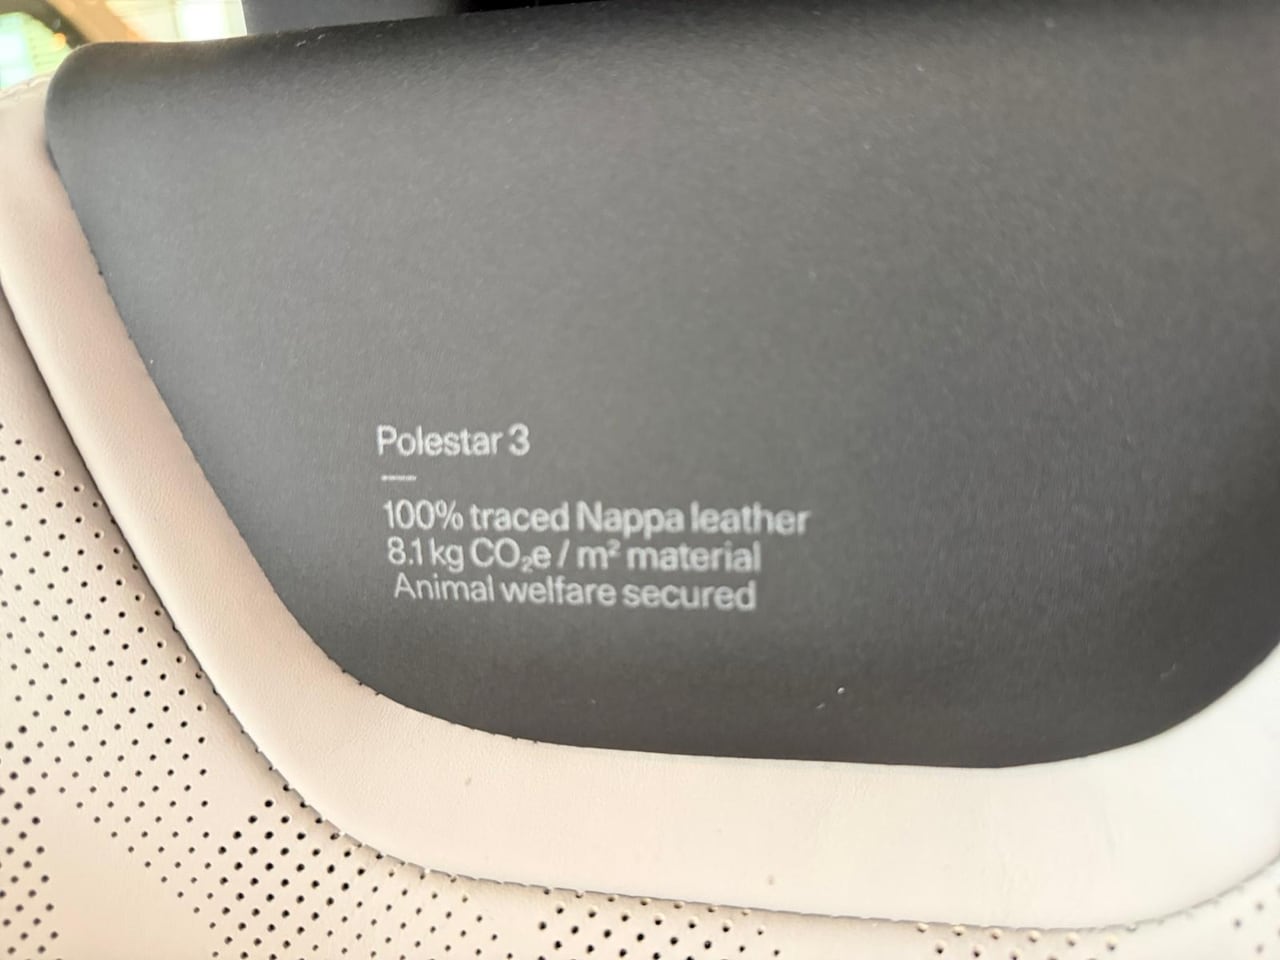 Polestar 3
100% traced Nappa leather
8.1 kg CO₂e / m² material
Animal welfare secured